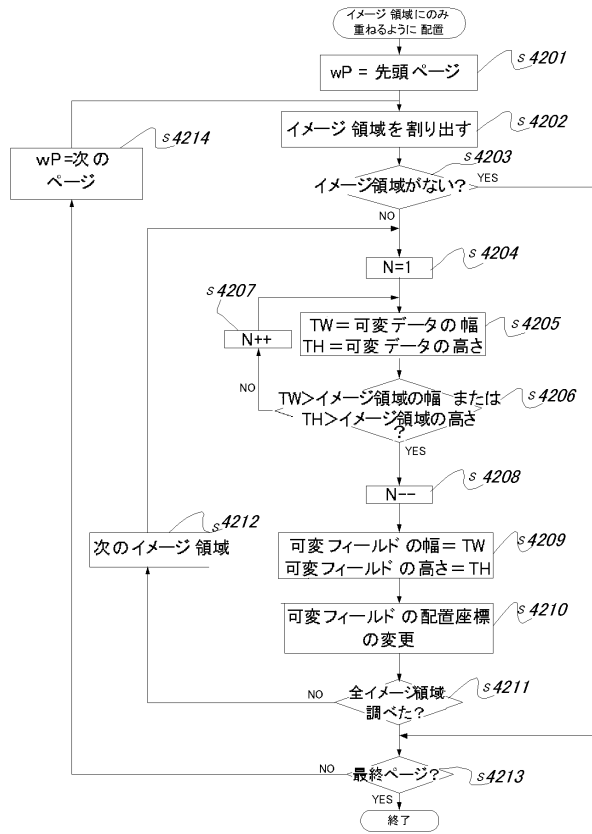 イメージ 領域にのみ
重ねるように 配置
wP = 先頭ページ
s4201
イメージ 領域を割り出す
s4202
s4214
wP=次の
ページ
s4203
イメージ領域がない?
YES
NO
N=1
s4204
s4207
N++
TW=可変データの幅
TH=可変データの高さ
s4205
NO
TW>イメージ領域の幅 または
TH>イメージ領域の高さ
?
s4206
YES
N--
s4208
s4212
次のイメージ 領域
可変フィールドの幅=TW
可変フィールドの高さ=TH
s4209
可変フィールドの配置座標
の変更
s4210
NO
全イメージ領域
調べた?
s4211
NO
最終ページ?
s4213
YES
終了